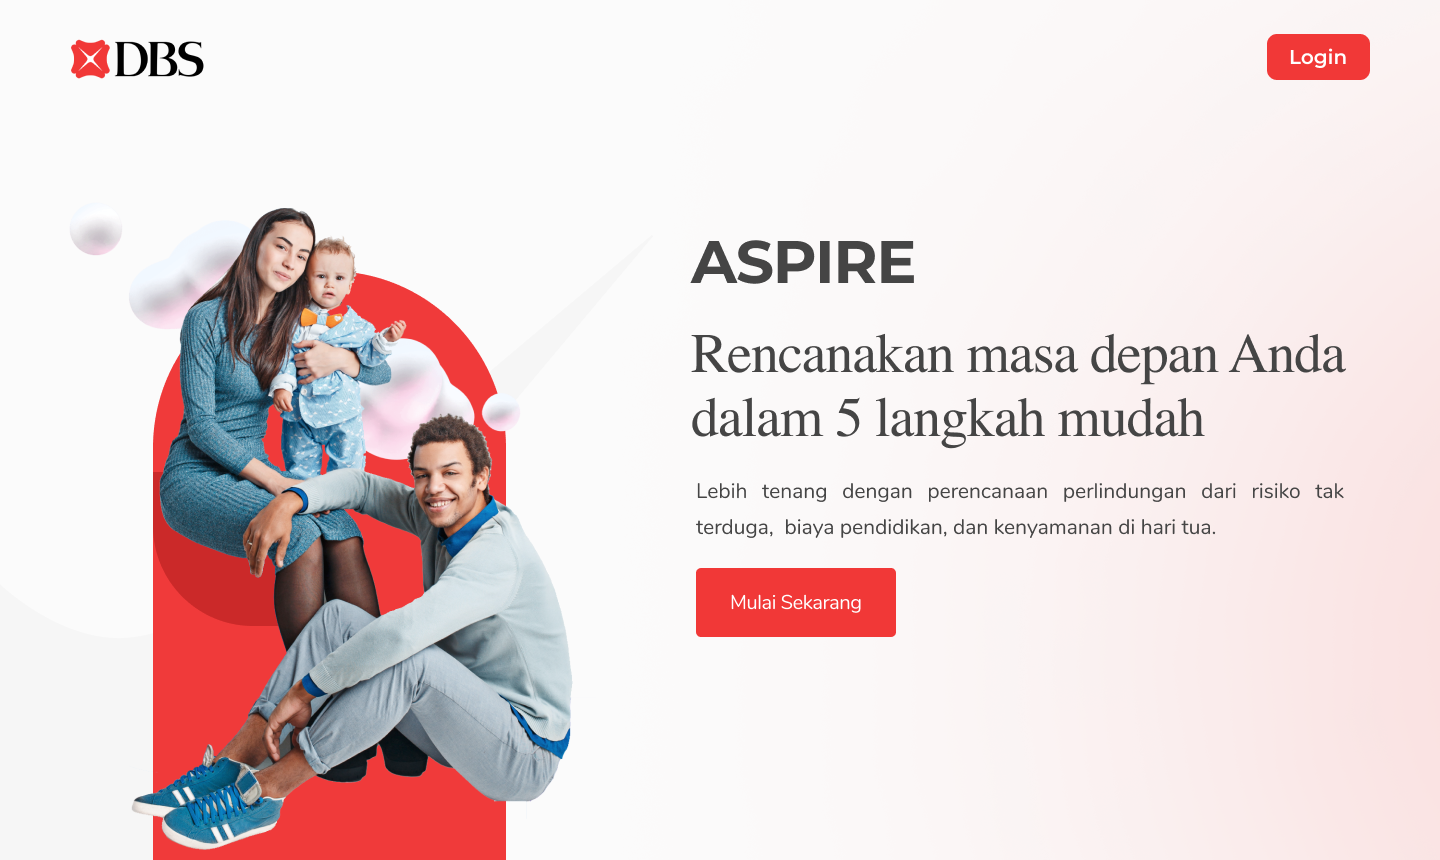 DBS
Login
ASPIRE
Rencanakan masa depan Anda
dalam 5 langkah mudah
Lebih tenang dengan perencanaan perlindungan dari risiko tak
terduga, biaya pendidikan, dan kenyamanan di hari tua.
Mulai Sekarang